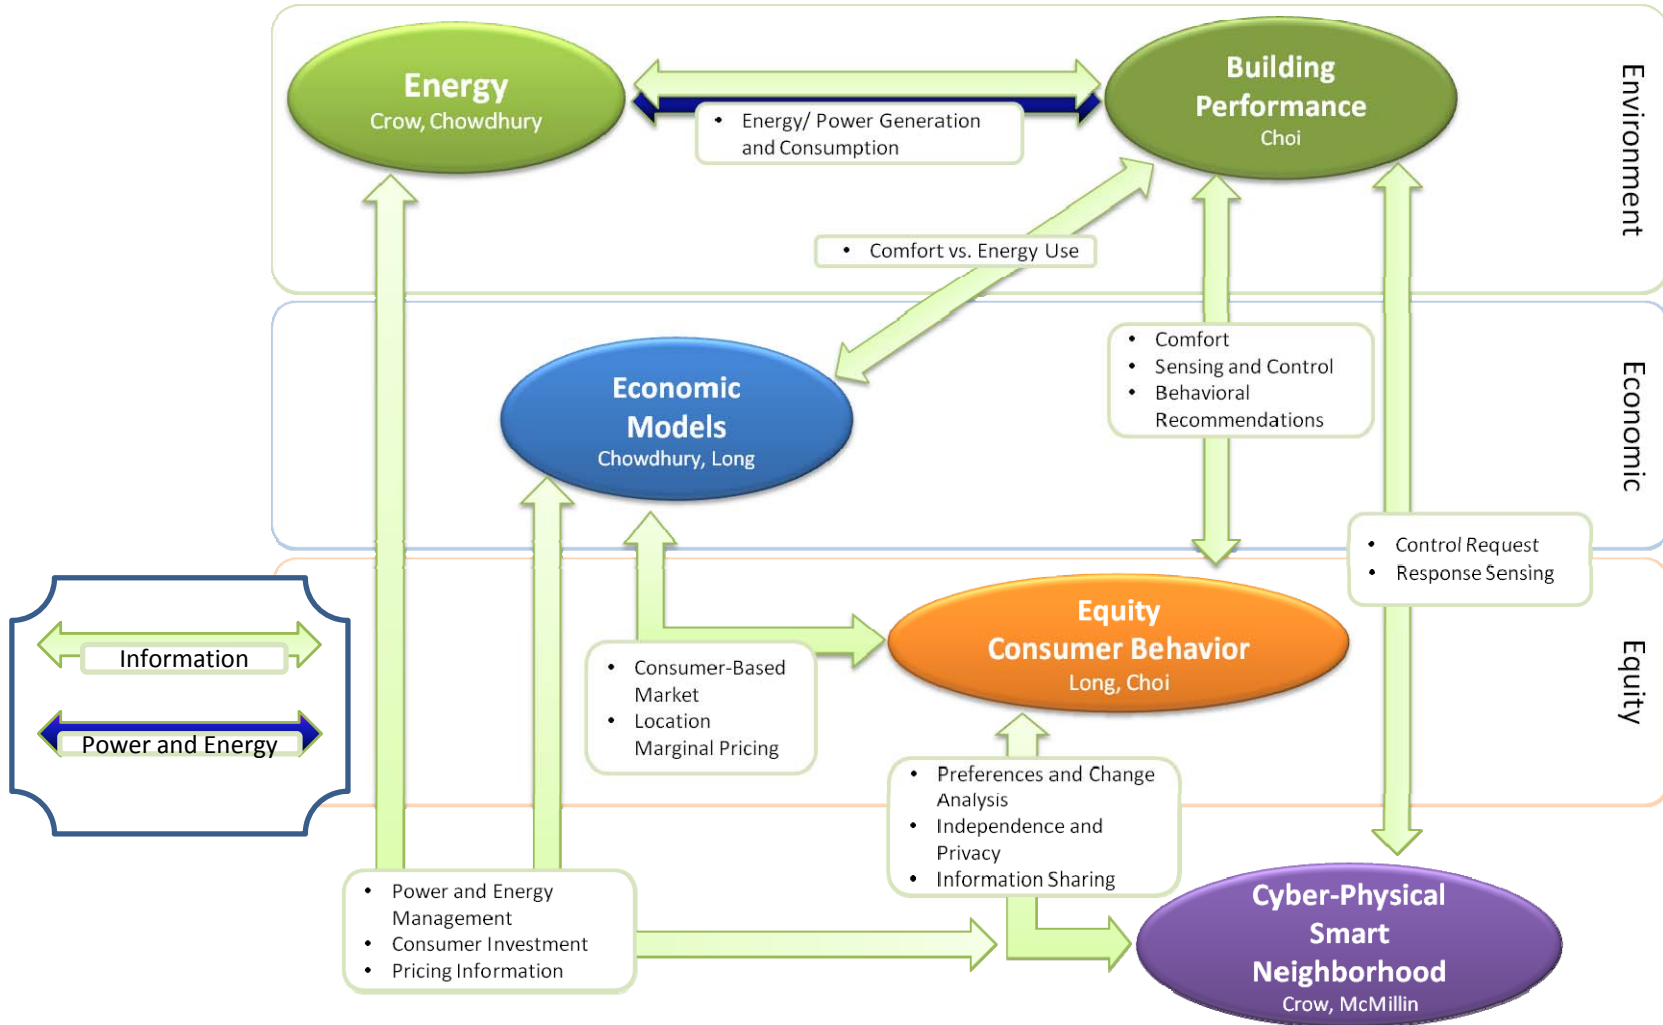 Energy
Crow, Chowdhury
Building
Performance
Choi
Environment
• Energy/ Power Generation
and Consumption
• Comfort vs. Energy Use
Economic
Models
Chowdhury, Long
• Comfort
• Sensing and Control
• Behavioral
Recommendations
Economic
• Control Request
• Response Sensing
Equity
Consumer Behavior
Long, Choi
Equity
Information
Power and Energy
• Consumer-Based
Market
• Location
Marginal Pricing
• Preferences and Change
Analysis
• Independence and
Privacy
• Information Sharing
• Power and Energy
Management
• Consumer Investment
• Pricing Information
Cyber-Physical
Smart
Neighborhood
Crow, McMillin